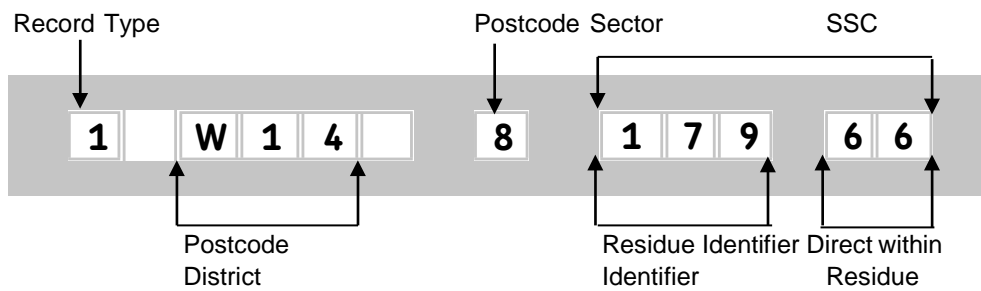 Record Type Postcode Sector SSC
1 W 1 4 8 1 7 9 6 6
Postcode Residue Identifier Direct within
District Identifier Residue